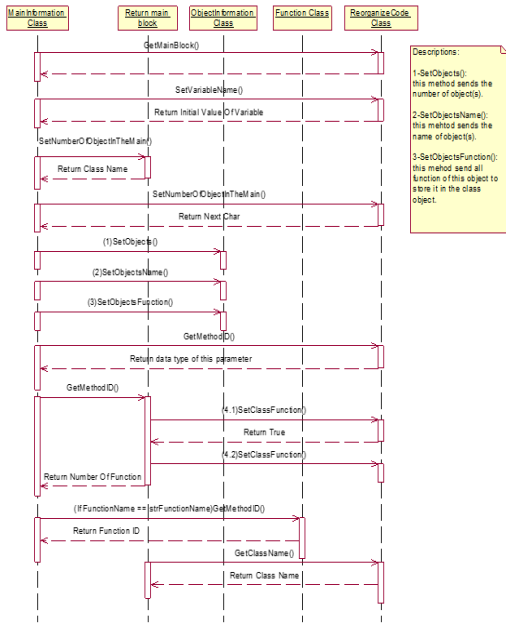 MainInformation
Class
Return main
block
ObjectInformation
Class
Function Class
ReorganizeCode
Class
GetMainBlock()
SetVariableName()
Return Initial Value Of Variable
SetNumberOfObjectInTheMain()
Return Class Name
SetNumberOfObjectInTheMain()
Return Next Char
(1)SetObjects()
(2)SetObjectsName()
(3)SetObjectsFunction()
GetMethodID()
Return data type of this parameter
GetMethodID()
(4.1)SetClassFunction()
Return True
(4.2)SetClassFunction()
Return Number Of Function
(If FunctionName == strFunctionName)GetMethodID()
Return Function ID
GetClassName()
Return Class Name
Descriptions:
1-SetObjects():
this method sends the
number of object(s).
2-SetObjectsName():
this mehtod sends the
name of object(s).
3-SetObjectsFunction():
this mehod send all
function of this object to
store it in the class
object.